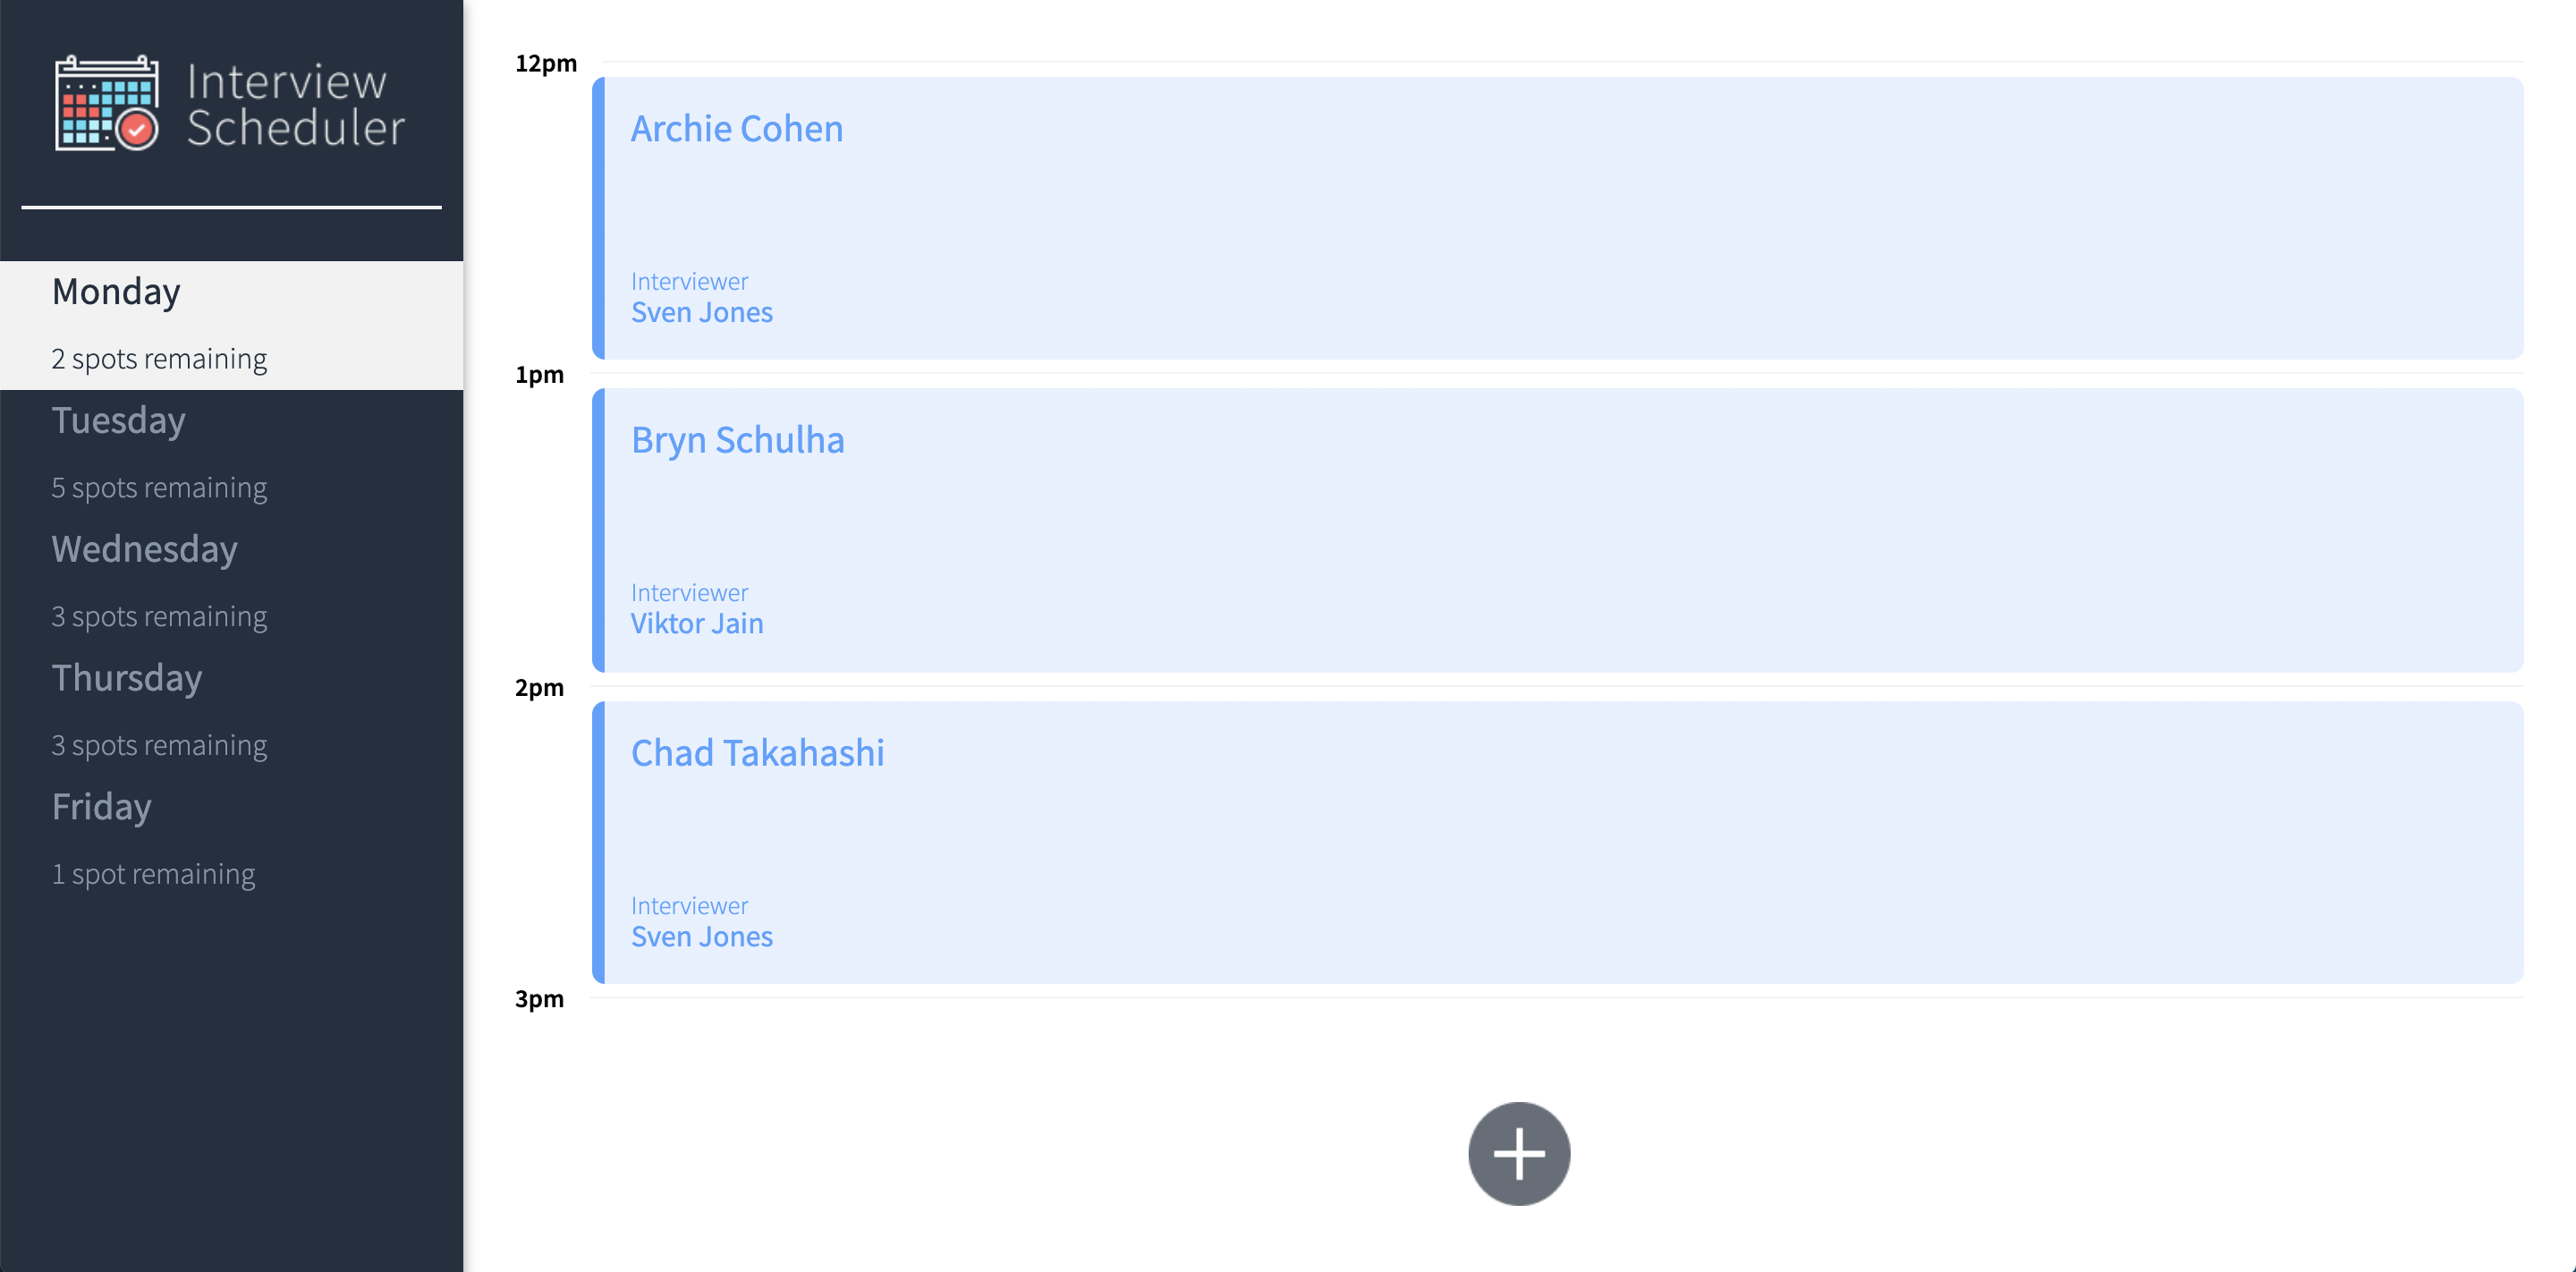 Interview
Scheduler
Monday
2 spots remaining
Tuesday
5 spots remaining
Wednesday
3 spots remaining
Thursday
3 spots remaining
Friday
1 spot remaining
12pm
Archie Cohen
Interviewer
Sven Jones
1pm
Bryn Schulha
Interviewer
Viktor Jain
2pm
Chad Takahashi
Interviewer
Sven Jones
3pm